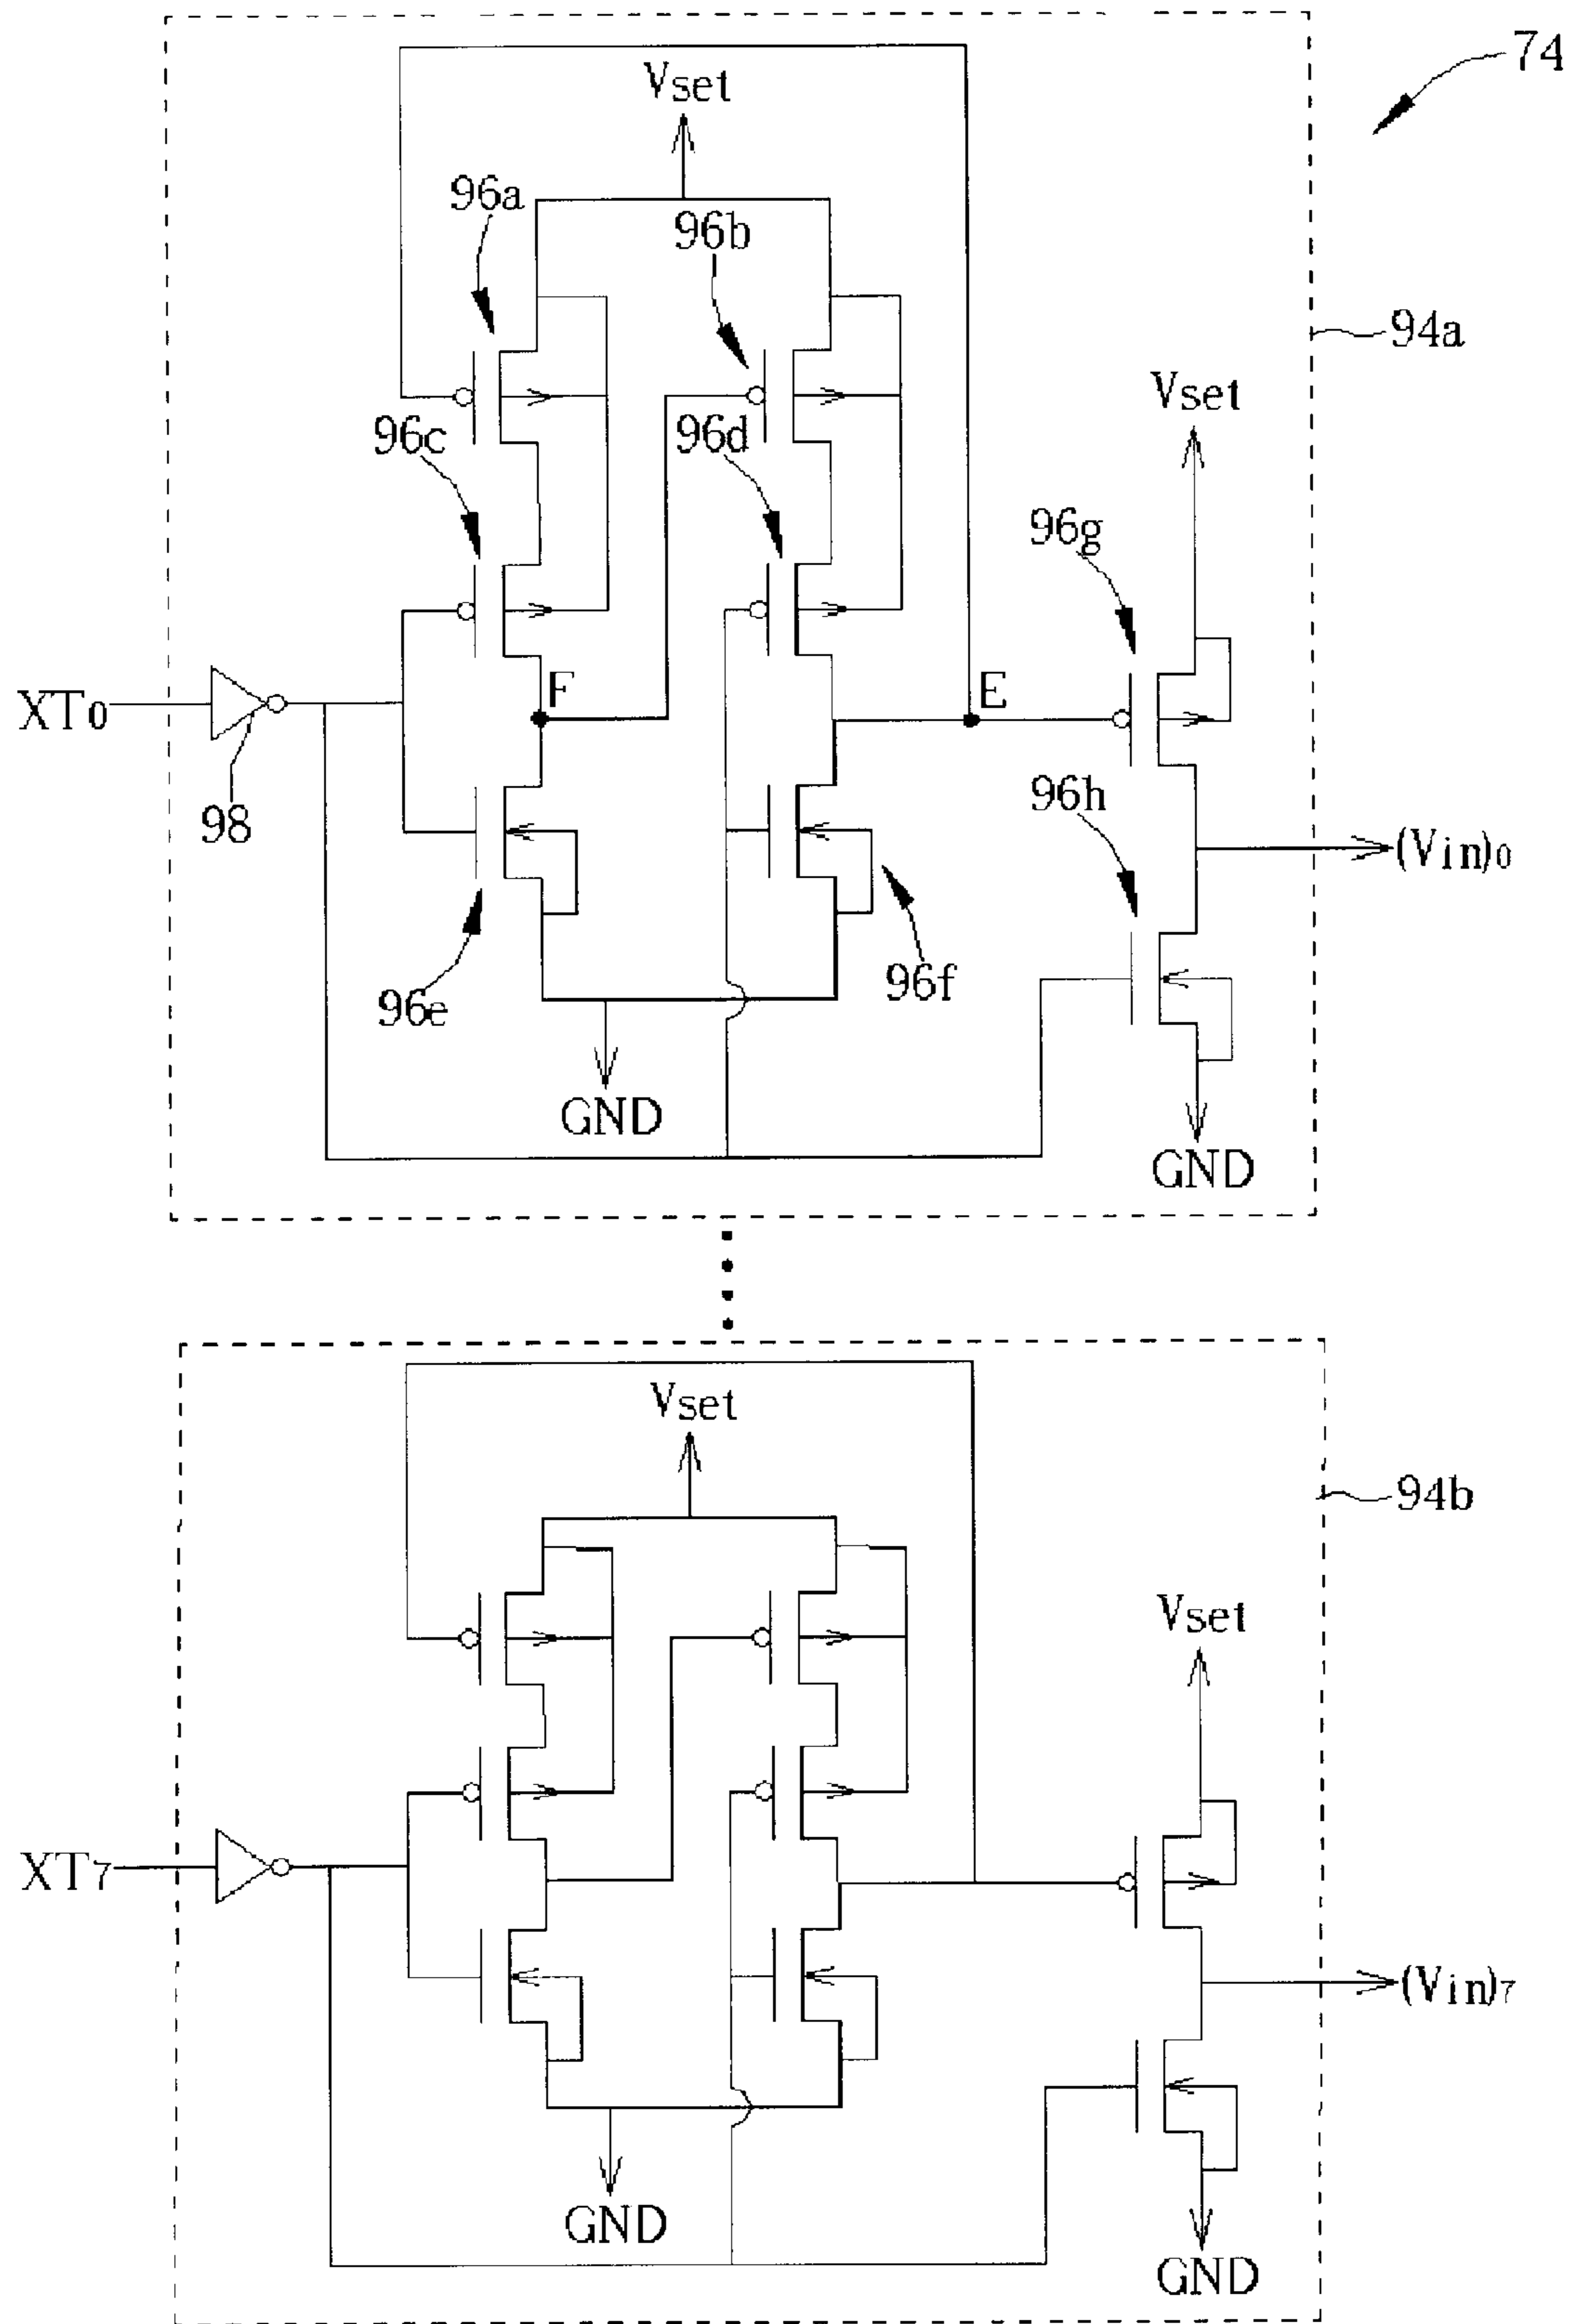 74
Vset
96a
96b
94a
Vset
96c
96d
96g
F
E
XT0
96h
98
(Vin)0
96e
96f
GND
GND
Vset
94b
Vset
XT7
(Vin)7
GND
GND